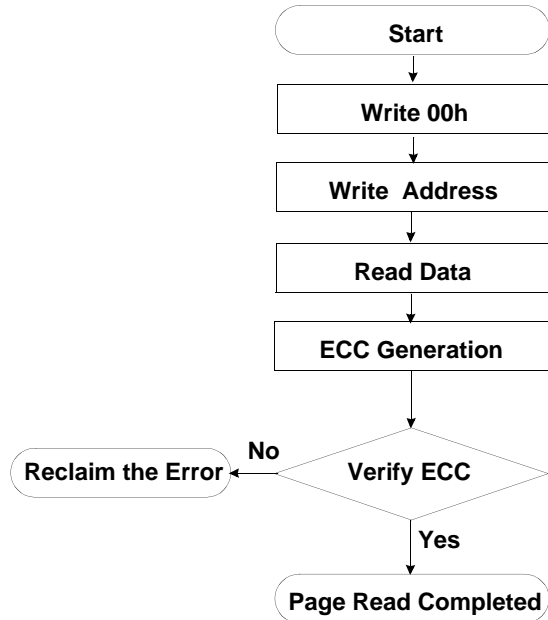 Start
Write 00h
Write Address
Read Data
ECC Generation
No
Reclaim the Error
Verify ECC
Yes
Page Read Completed